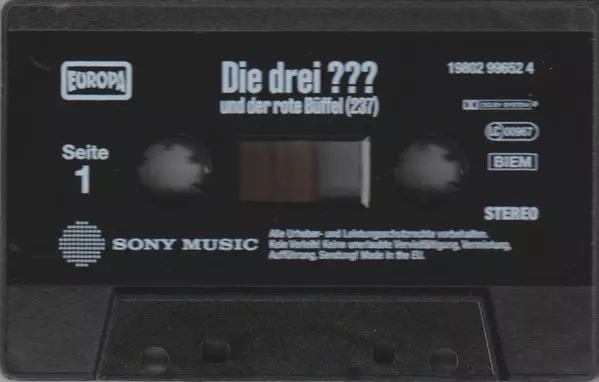 EUROPA
Die drei ???
und der rote Büffel (237)
19802 99652 4
DOLBY SYSTEM
LC 00967
BIEM
STEREO
Seite
1
SONY MUSIC
Alle Urheber- und Leistungsschutzrechte vorbehalten.
Kein Verleih! Keine unerlaubte Vervielfältigung, Vermietung,
Aufführung, Sendung! Made in the EU.